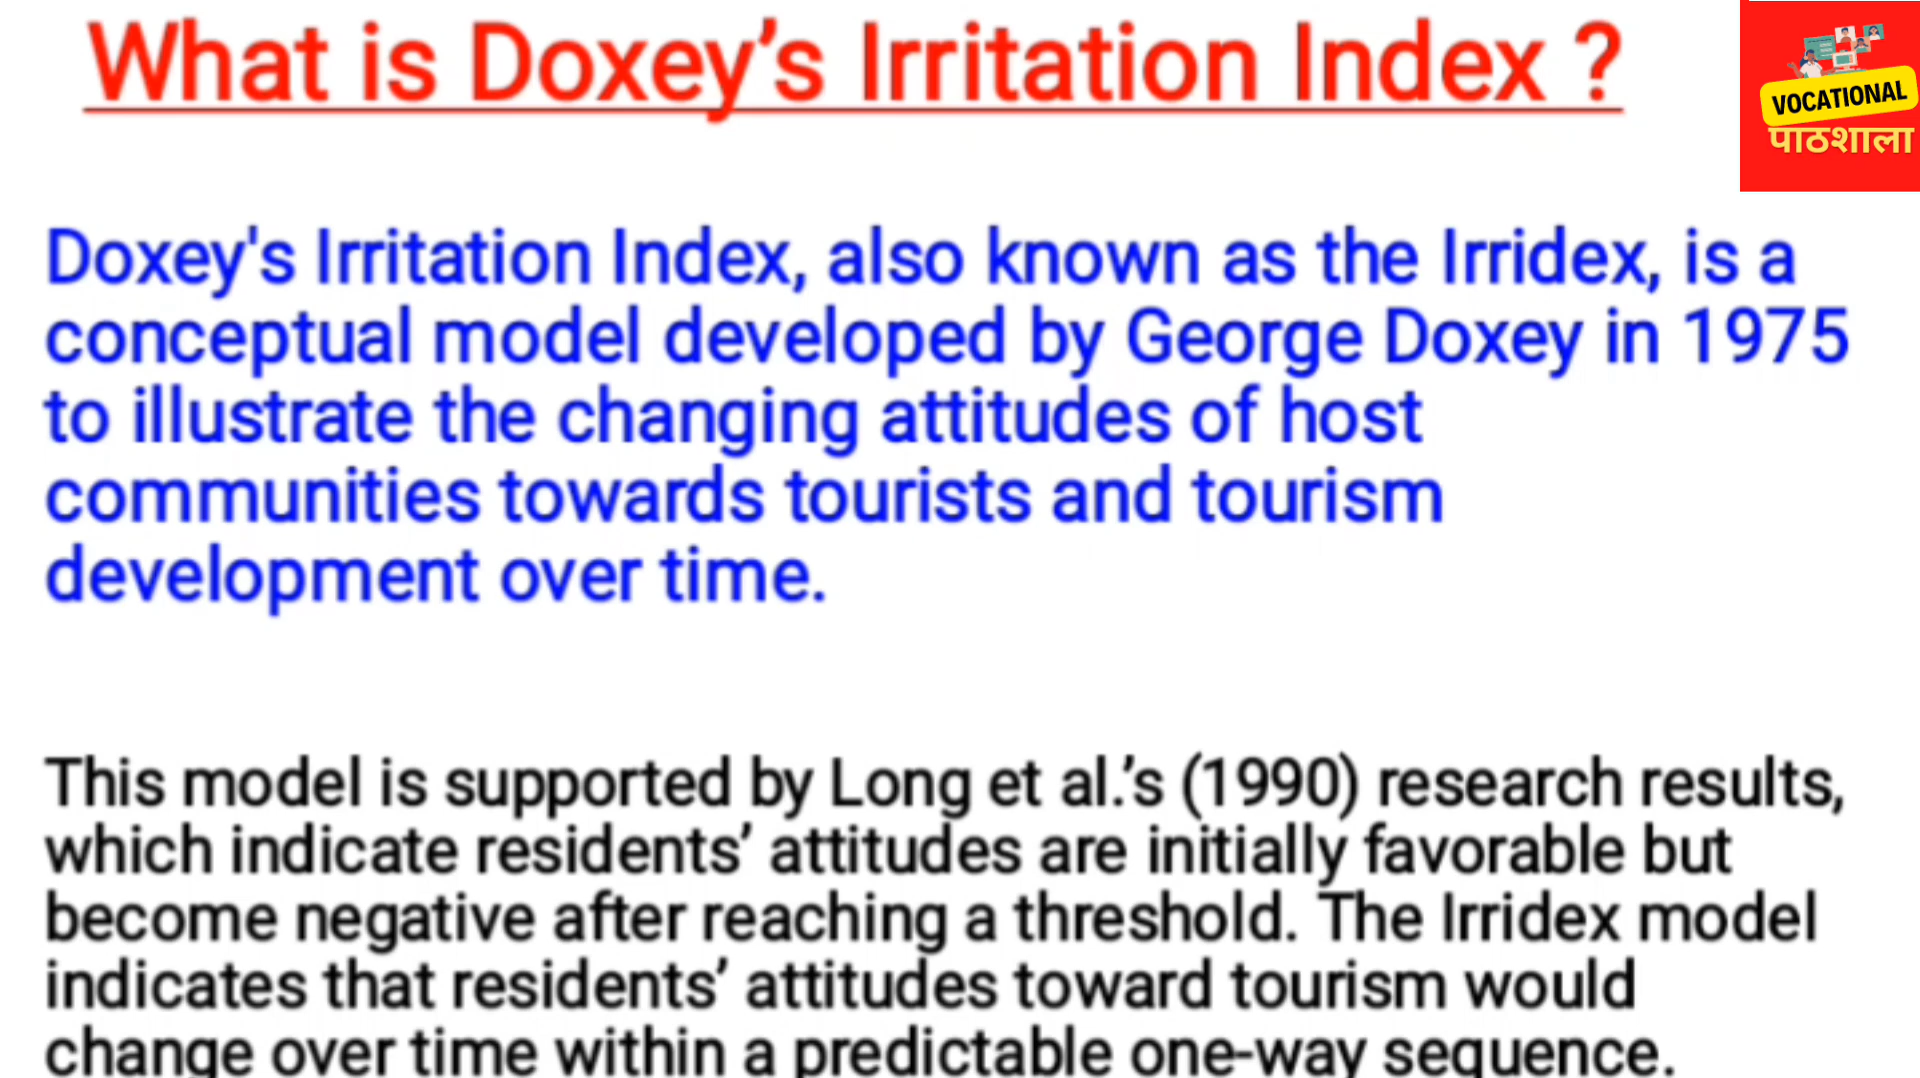 What is Doxey’s Irritation Index ?
VOCATIONAL
पाठशाला
Doxey's Irritation Index, also known as the Irridex, is a
conceptual model developed by George Doxey in 1975
to illustrate the changing attitudes of host
communities towards tourists and tourism
development over time.
This model is supported by Long et al.’s (1990) research results,
which indicate residents’ attitudes are initially favorable but
become negative after reaching a threshold. The Irridex model
indicates that residents’ attitudes toward tourism would
change over time within a predictable one-way sequence.